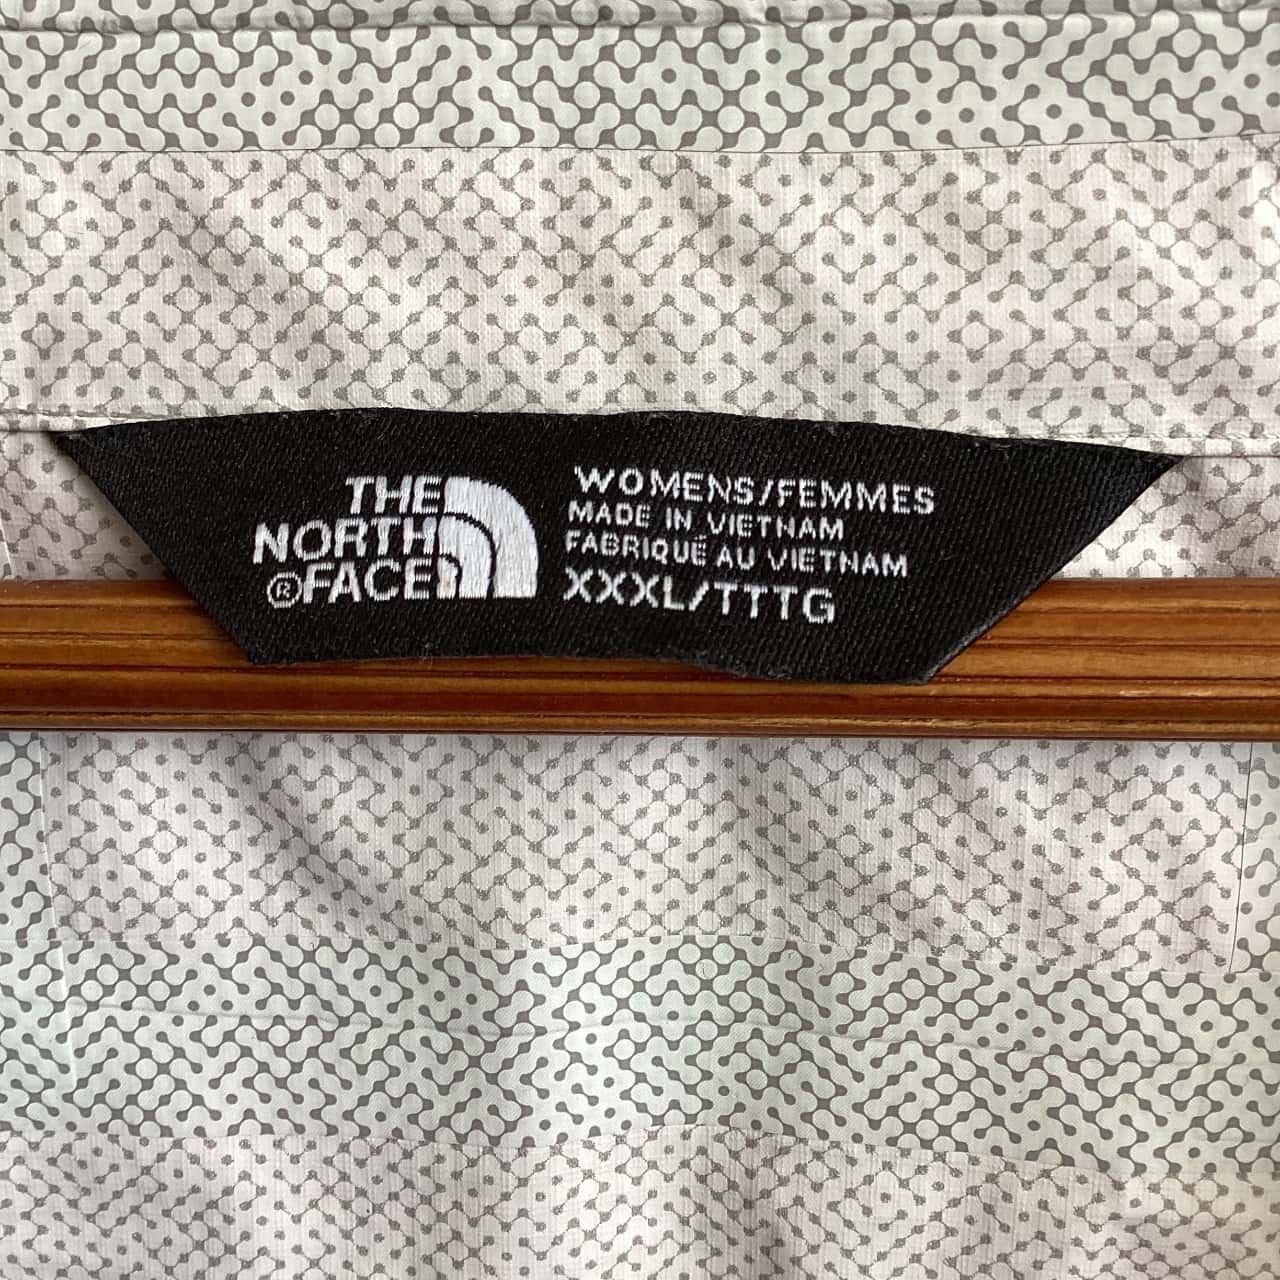 THE
NORTH
®FACE
WOMENS/FEMMES
MADE IN VIETNAM
FABRIQUÉ AU VIETNAM
XXXL/TTTG